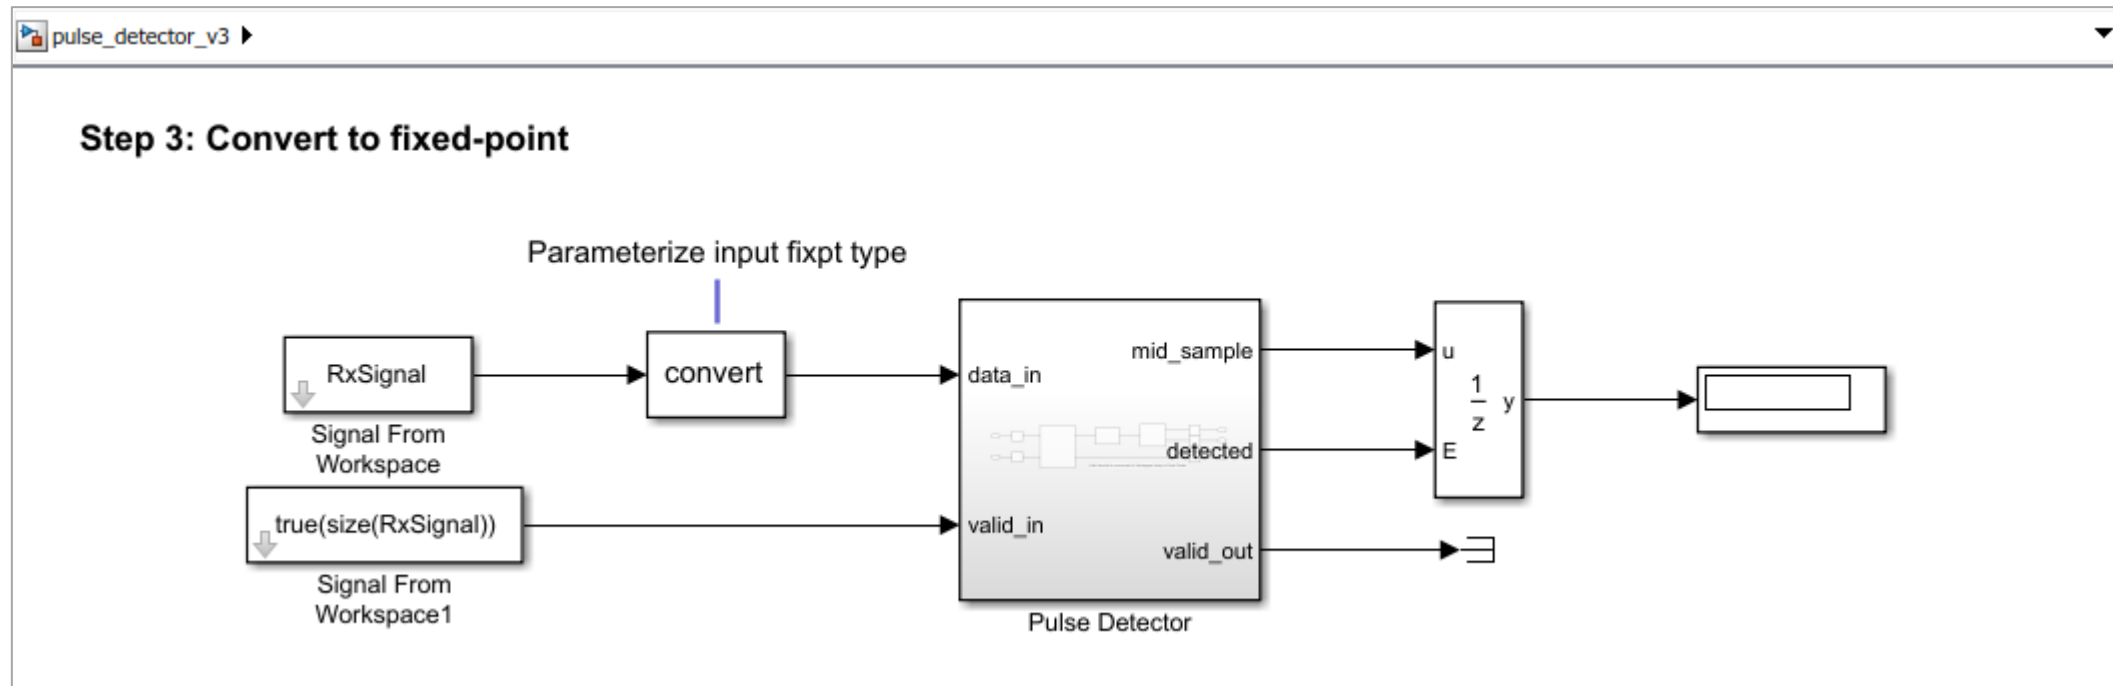 pulse_detector_v3
Step 3: Convert to fixed-point
Parameterize input fixpt type
RxSignal
Signal From
Workspace
convert
true(size(RxSignal))
Signal From
Workspace1
data_in
valid_in
mid_sample
detected
valid_out
Pulse Detector
u
E
1
z
y